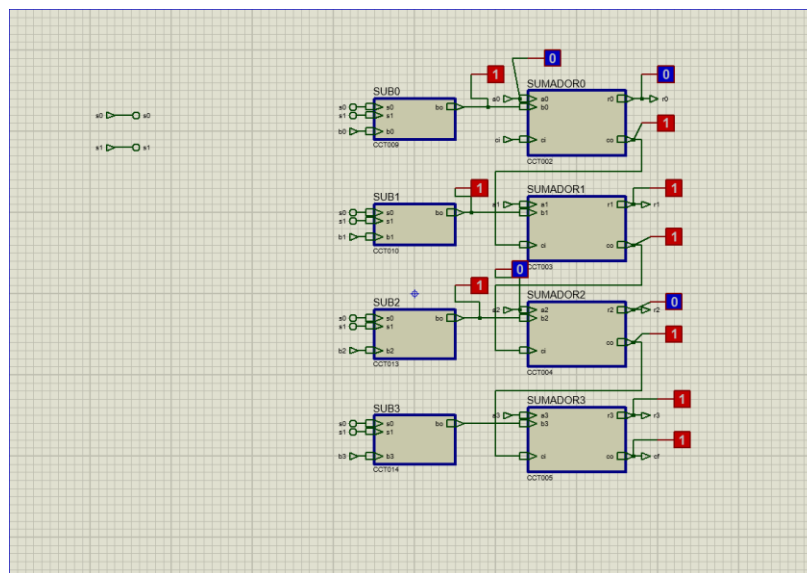 0
0
1
SUB0
SUMADOR0
s0
s0
bo
a0
a0
r0
r0
s0
s0
s1
s1
b0
1
b0
b0
ci
ci
co
CCT009
CCT002
s1
s1
SUB1
1
SUMADOR1
1
s0
s0
bo
a1
a1
r1
r1
s1
s1
b1
b1
b1
ci
co
1
CCT010
CCT003
0
SUB2
1
SUMADOR2
0
s0
s0
bo
a2
a2
r2
r2
s1
s1
b2
b2
b2
ci
co
1
CCT013
CCT004
SUB3
SUMADOR3
1
s0
s0
bo
a3
a3
r3
r3
s1
s1
b3
1
b3
b3
ci
co
cf
CCT014
CCT005